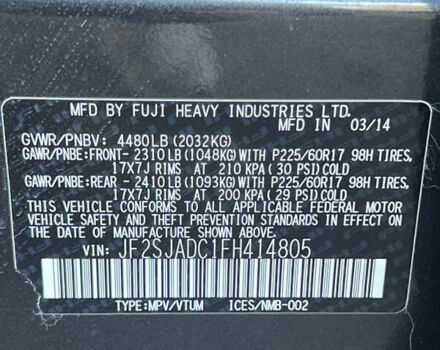 MFD BY FUJI HEAVY INDUSTRIES LTD.
MFD IN 03/14
GVWR/PNBV: 4480LB (2032KG)
GAWR/PNBE:FRONT- 2310LB (1048KG) WITH P225/60R17 98H TIRES,
17X7J RIMS AT 210 KPA (30 PSI) COLD
GAWR/PNBE:REAR - 2410LB (1093KG) WITH P225/60R17 98H TIRES,
17X7J RIMS AT 200 KPA (29 PSI) COLD
THIS VEHICLE CONFORMS TO ALL APPLICABLE FEDERAL MOTOR
VEHICLE SAFETY AND THEFT PREVENTION STANDARDS IN EFFECT
ON THE DATE OF MANUFACTURE SHOWN ABOVE.
VIN: JF2SJADC1FH414805
TYPE:MPV/VTUM ICES/NMB-002